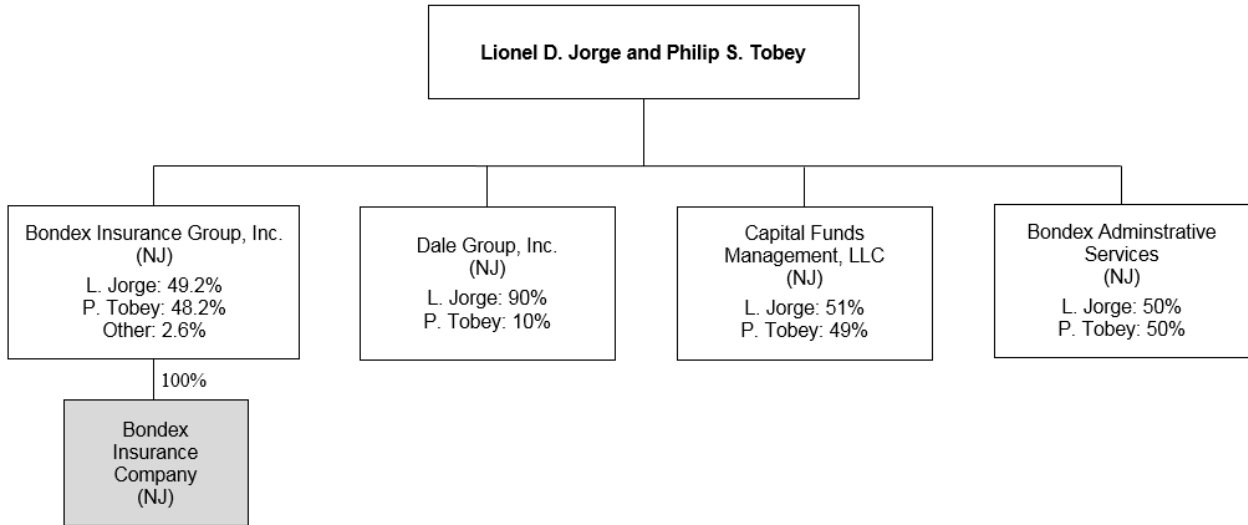 Lionel D. Jorge and Philip S. Tobey
Bondex Insurance Group, Inc.
(NJ)
L. Jorge: 49.2%
P. Tobey: 48.2%
Other: 2.6%
Dale Group, Inc.
(NJ)
L. Jorge: 90%
P. Tobey: 10%
Capital Funds
Management, LLC
(NJ)
L. Jorge: 51%
P. Tobey: 49%
Bondex Adminstrative
Services
(NJ)
L. Jorge: 50%
P. Tobey: 50%
100%
Bondex
Insurance
Company
(NJ)